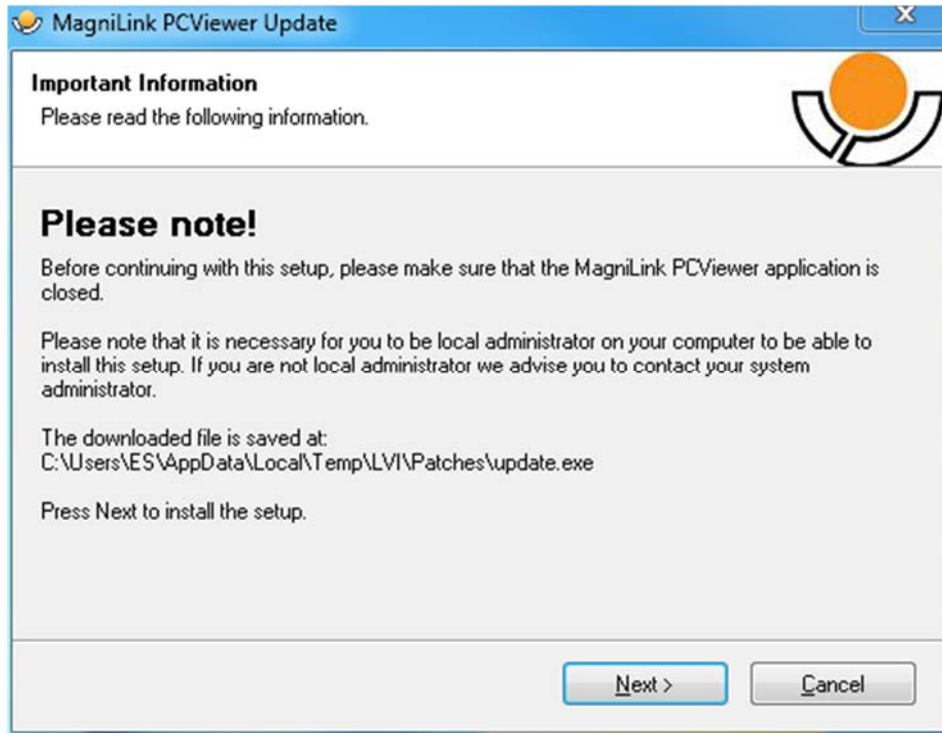 MagniLink PCViewer Update
Important Information
Please read the following information.
Please note!
Before continuing with this setup, please make sure that the MagniLink PCViewer application is
closed.
Please note that it is necessary for you to be local administrator on your computer to be able to
install this setup. If you are not local administrator we advise you to contact your system
administrator.
The downloaded file is saved at:
C:\Users\ES\AppData\Local\Temp\LVI\Patches\update.exe
Press Next to install the setup.
Next >
Cancel